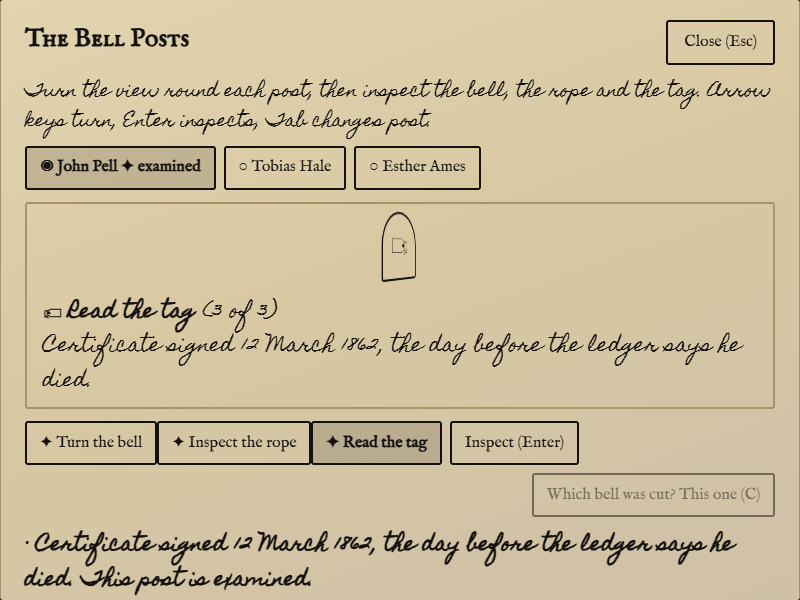 The Bell Posts
Close (Esc)
Turn the view round each post, then inspect the bell, the rope and the tag. Arrow
keys turn, Enter inspects, Tab changes post.
◉ John Pell ✦ examined
○ Tobias Hale
○ Esther Ames
Read the tag (3 of 3)
Certificate signed 12 March 1862, the day before the ledger says he
died.
✦ Turn the bell
✦ Inspect the rope
✦ Read the tag
Inspect (Enter)
Which bell was cut? This one (C)
· Certificate signed 12 March 1862, the day before the ledger says he
died. This post is examined.